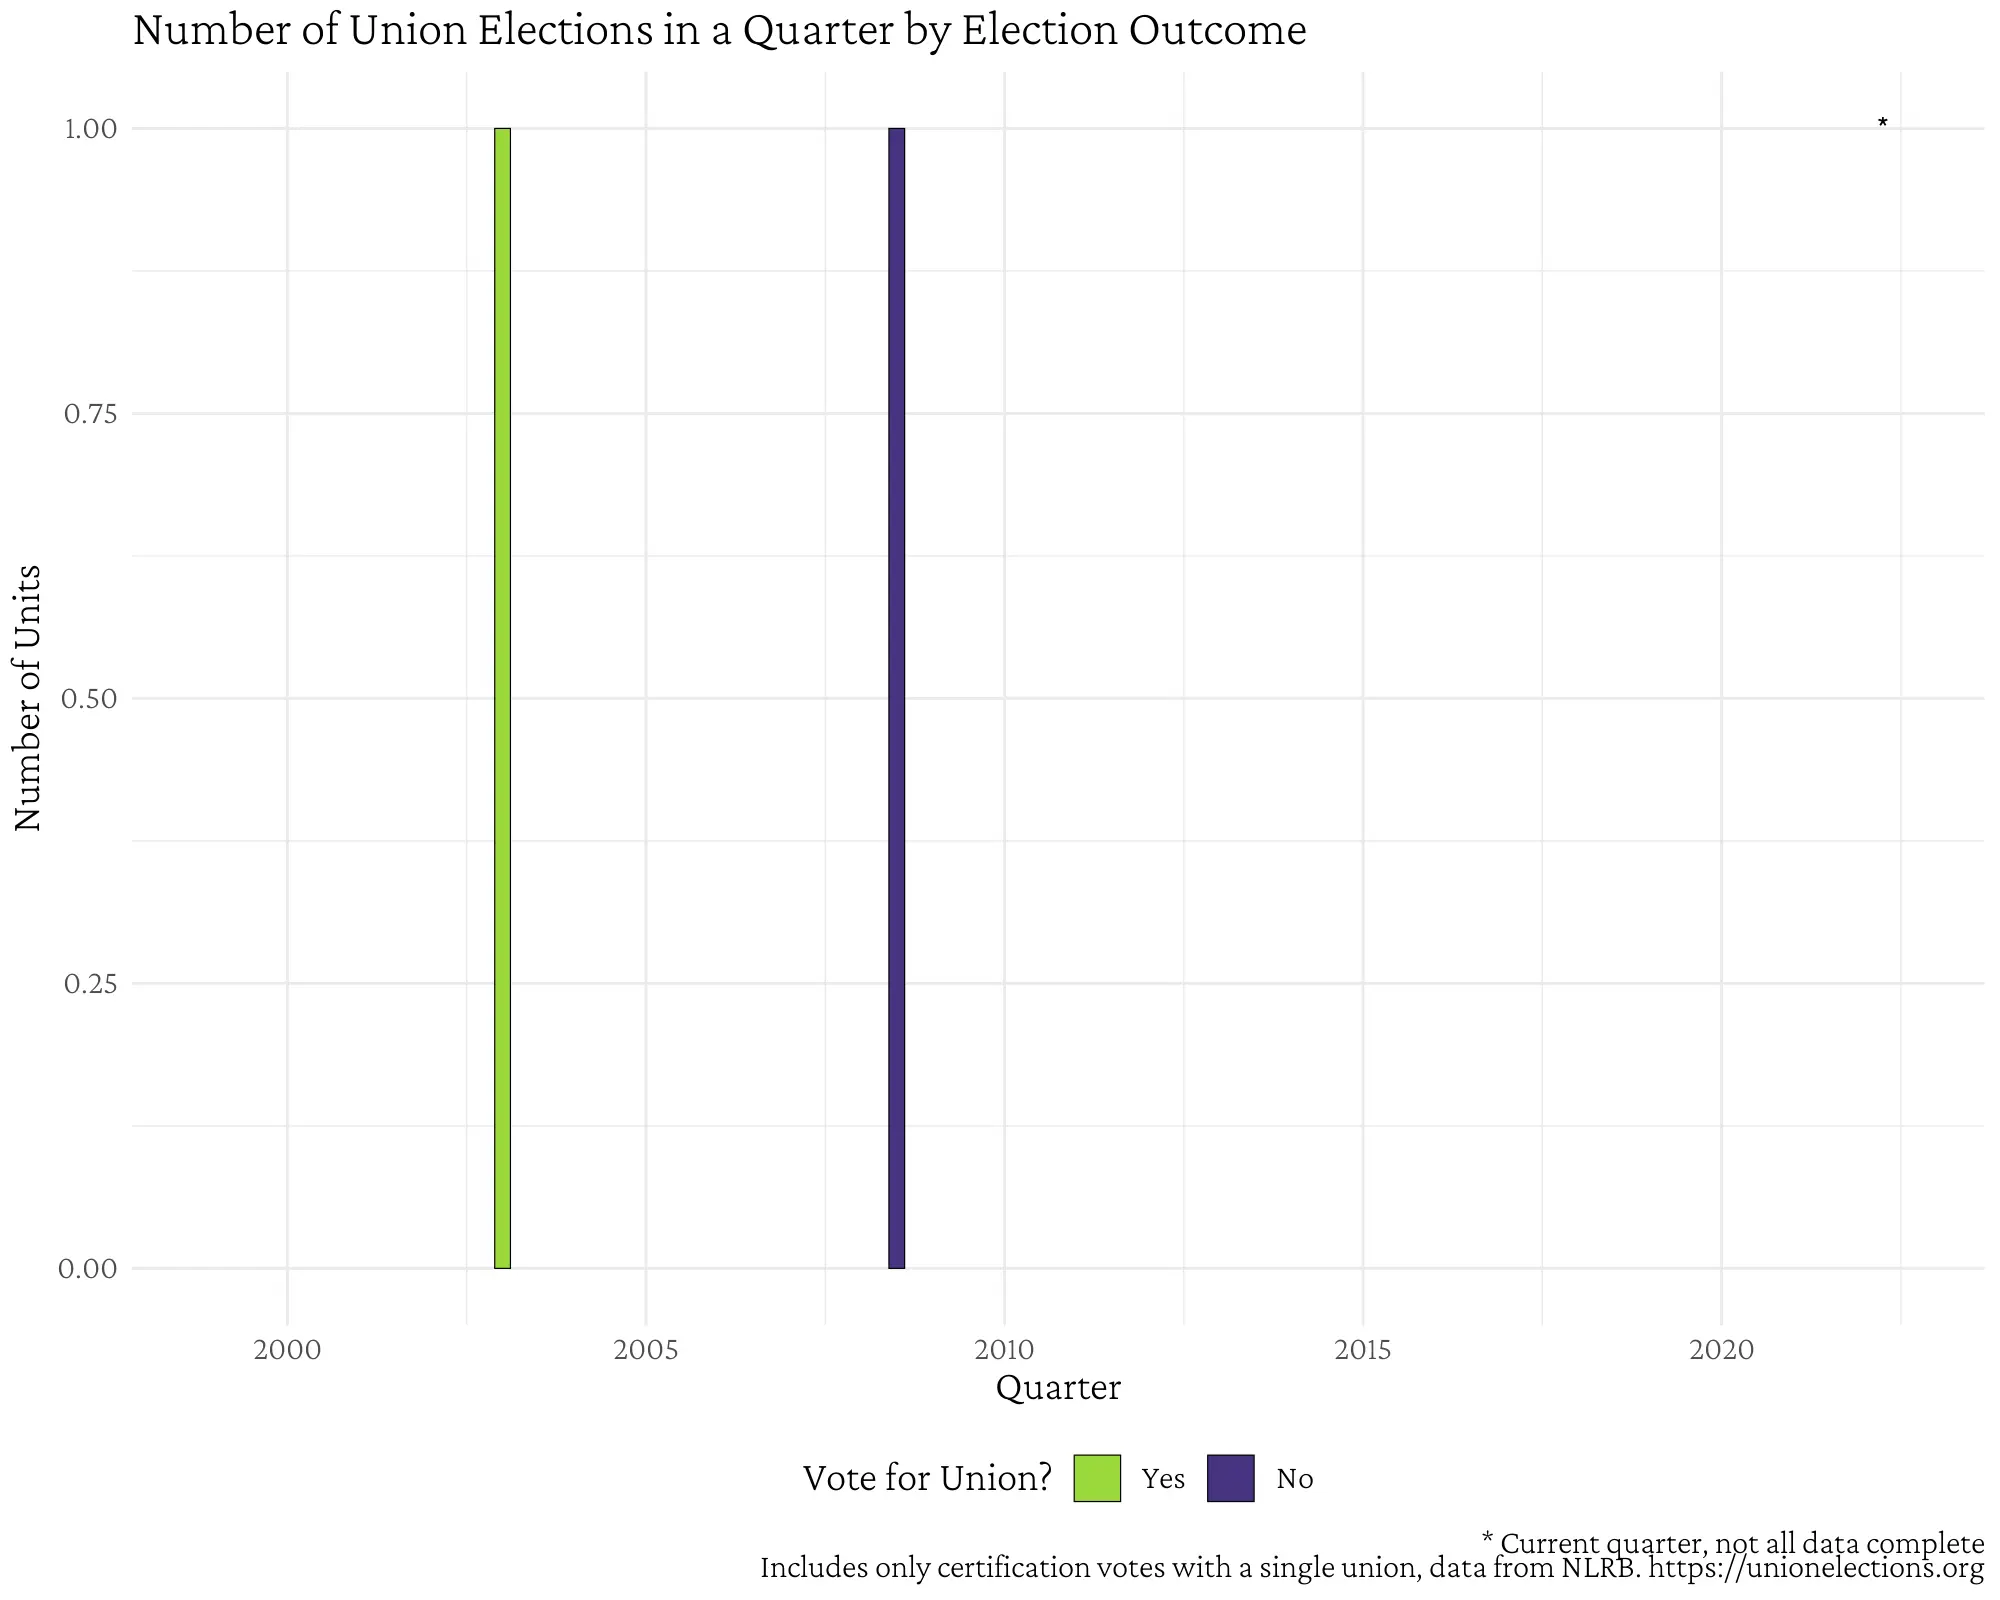 Number of Union Elections in a Quarter by Election Outcome
*
1.00
0.75
0.50
0.25
0.00
Number of Units
2000 2005 2010 2015 2020
Quarter
Vote for Union? Yes No
* Current quarter, not all data complete
Includes only certification votes with a single union, data from NLRB. https://unionelections.org